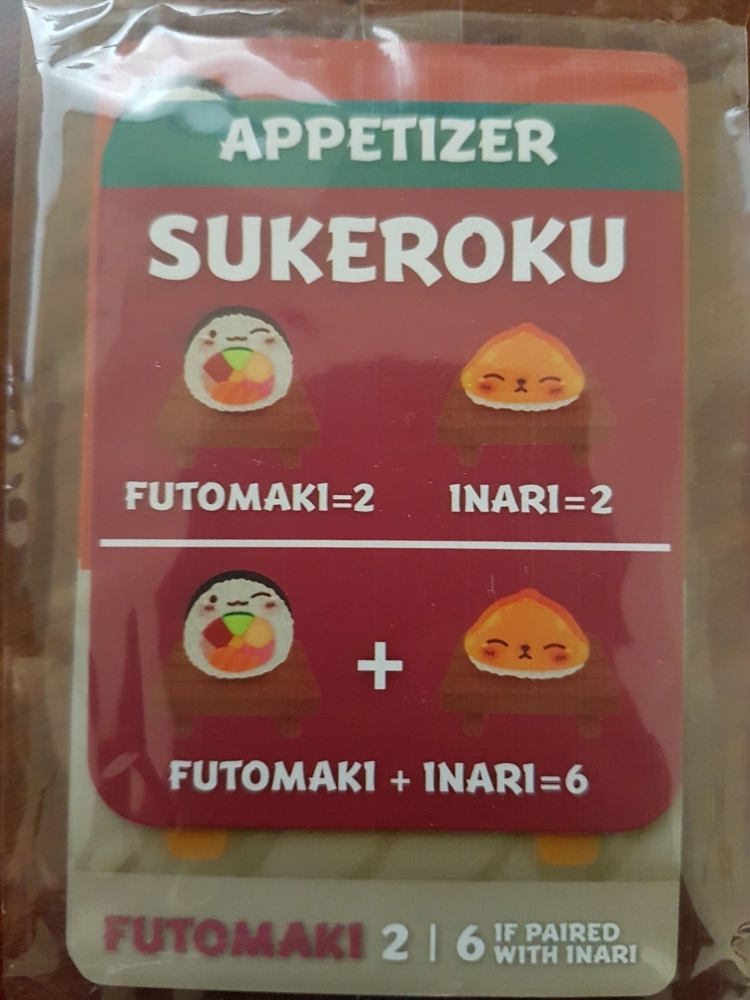 APPETIZER
SUKEROKU
FUTOMAKI=2 INARI=2
+
FUTOMAKI + INARI=6
FUTOMAKI 2 | 6 IF PAIRED
WITH INARI